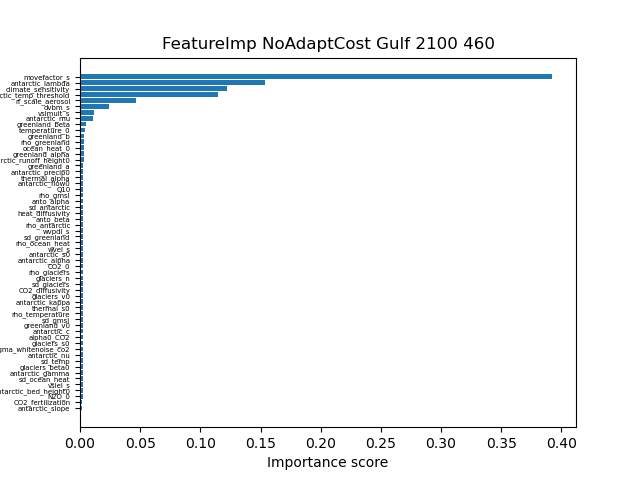 FeatureImp NoAdaptCost Gulf 2100 460
movefactor_s
antarctic_lambda
climate_sensitivity
ctic_temp_threshold
rf_scale_aerosol
dvbm_s
vslmult_s
antarctic_mu
greenland_beta
temperature_0
greenland_b
rho_greenland
ocean_heat_0
greenland_alpha
rctic_runoff_height0
greenland_a
antarctic_precip0
thermal_alpha
antarctic_flow0
Q10
rho_gmsl
anto_alpha
sd_antarctic
heat_diffusivity
anto_beta
rho_antarctic
wvpdl_s
sd_greenland
rho_ocean_heat
wvel_s
antarctic_s0
antarctic_alpha
CO2_0
rho_glaciers
glaciers_n
sd_glaciers
CO2_diffusivity
glaciers_v0
antarctic_kappa
thermal_s0
rho_temperature
sd_gmsl
greenland_v0
antarctic_c
alpha0_CO2
glaciers_s0
gma_whitenoise_co2
antarctic_nu
sd_temp
glaciers_beta0
antarctic_gamma
sd_ocean_heat
vslel_s
ntarctic_bed_height0
N2O_0
CO2_fertilization
antarctic_slope
0.00 0.05 0.10 0.15 0.20 0.25 0.30 0.35 0.40
Importance score